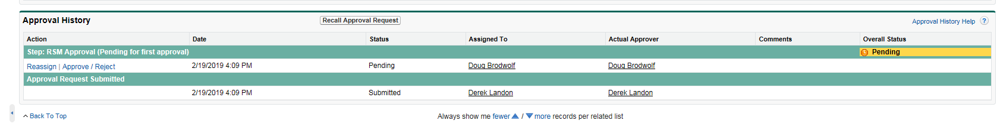 Approval History
Recall Approval Request
Approval History Help ?
Action Date Status Assigned To Actual Approver Comments Overall Status
Step: RSM Approval (Pending for first approval) Pending
Reassign | Approve / Reject 2/19/2019 4:09 PM Pending Doug Brodwolf Doug Brodwolf
Approval Request Submitted
2/19/2019 4:09 PM Submitted Derek Landon Derek Landon
Back To Top
Always show me fewer / more records per related list